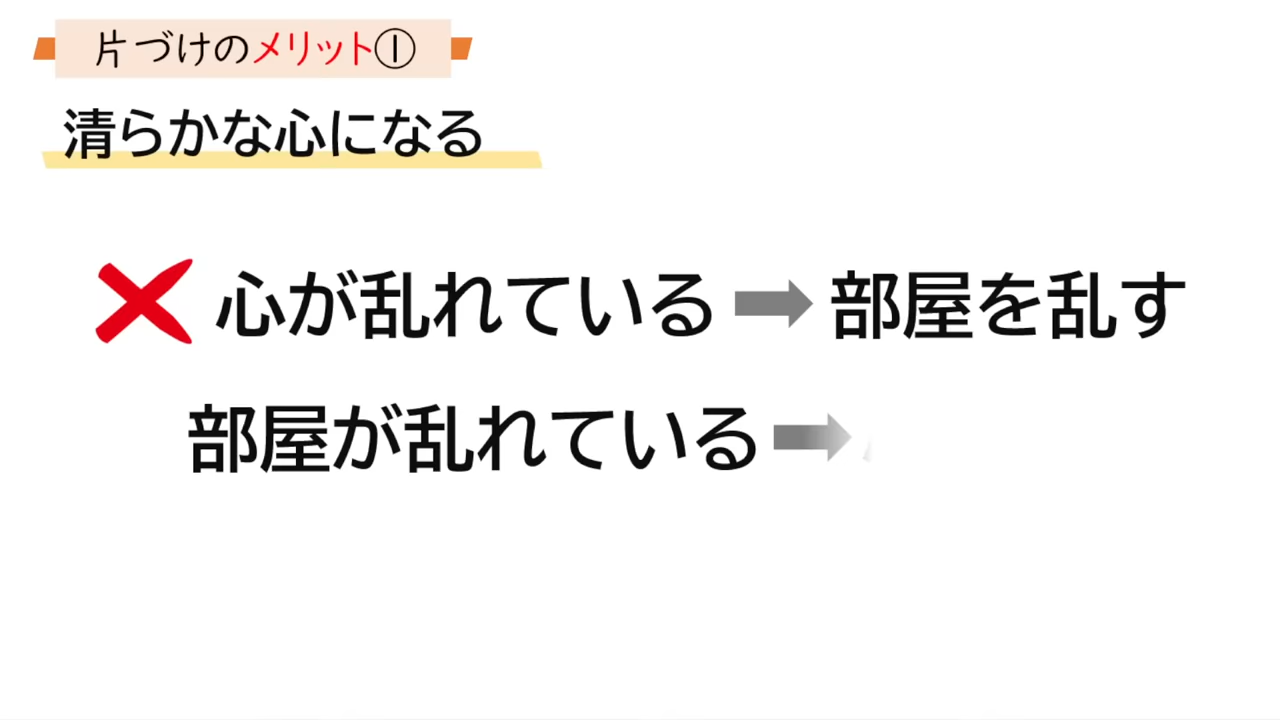 片づけのメリット①
清らかな心になる
心が乱れている➡部屋を乱す
部屋が乱れている➡